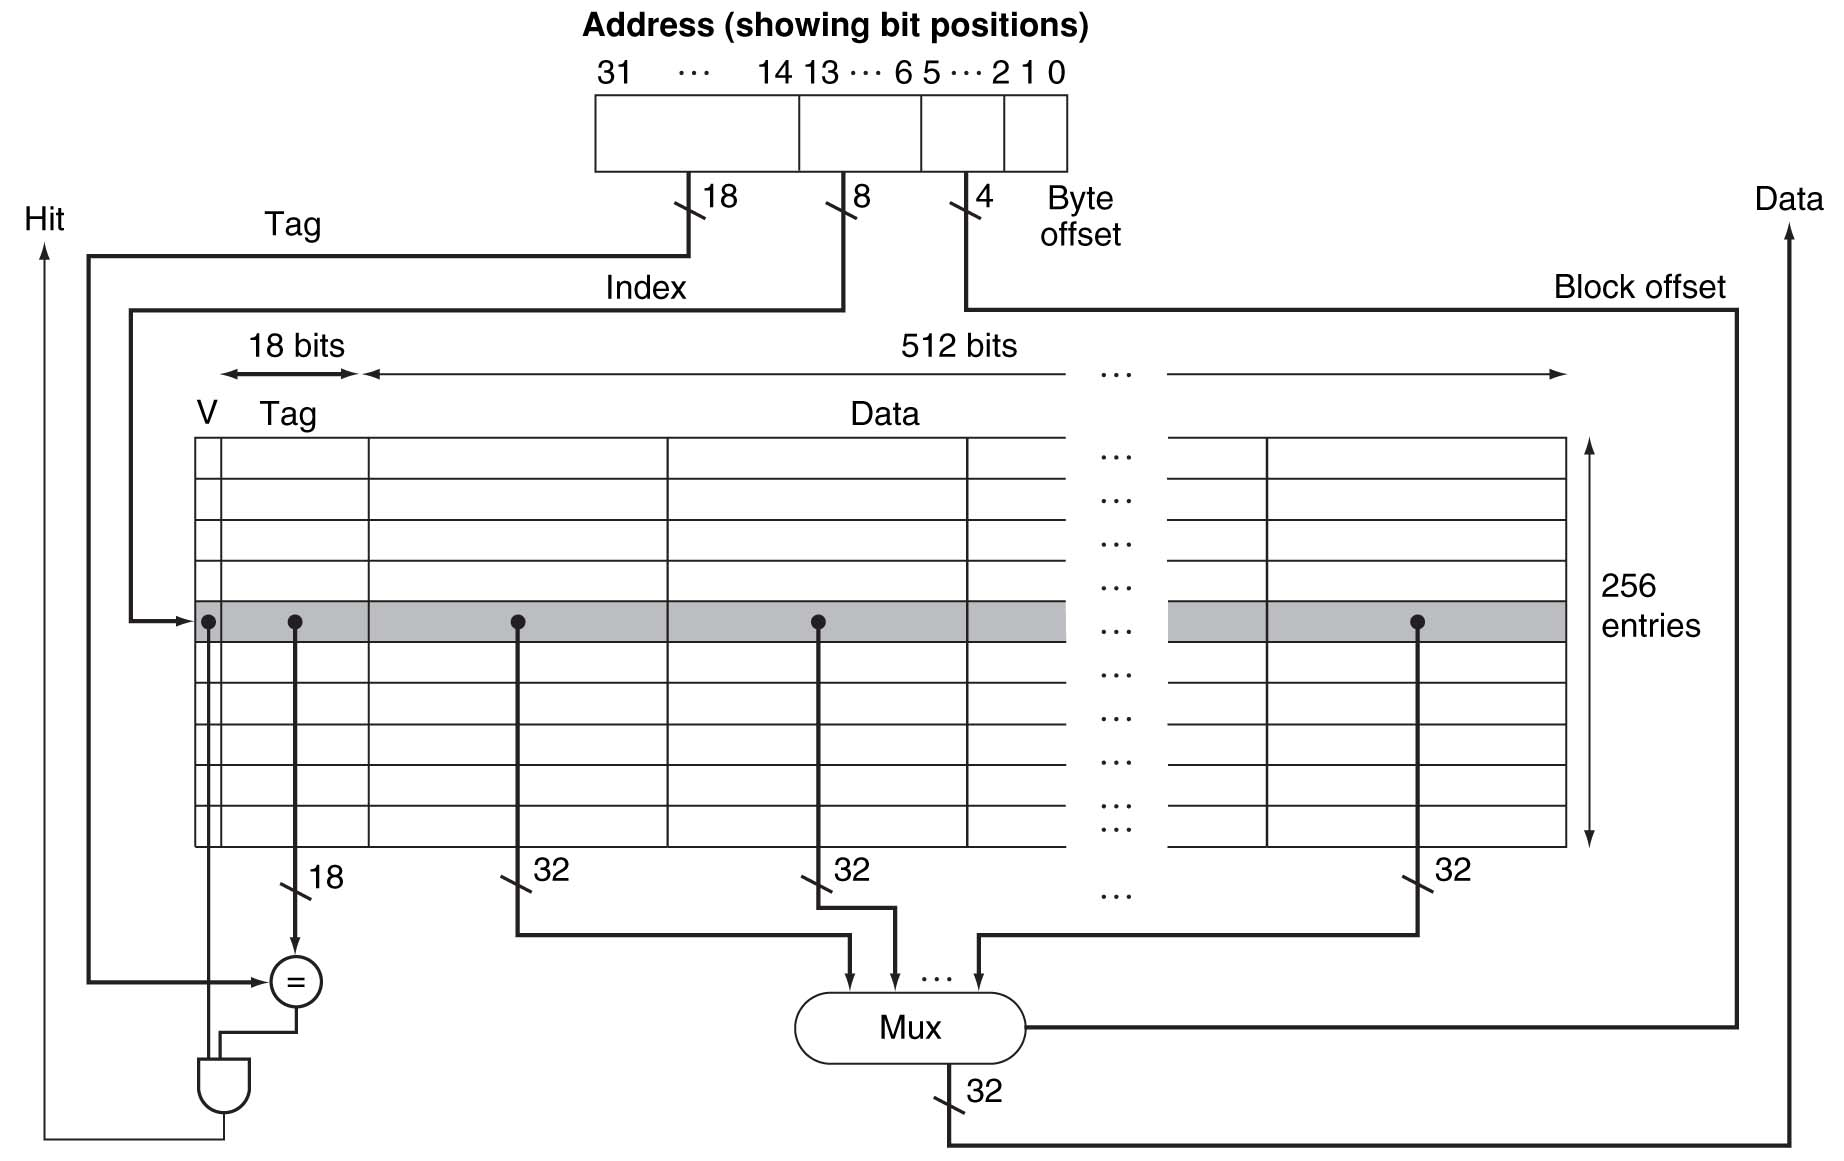 Address (showing bit positions)
31 ··· 14 13 ··· 6 5 ··· 2 1 0
18
8
4
Byte
offset
Hit
Tag
Data
Index
Block offset
18 bits
512 bits
···
V
Tag
Data
···
···
···
···
···
···
···
···
···
···
256
entries
18
32
32
···
32
=
···
Mux
32